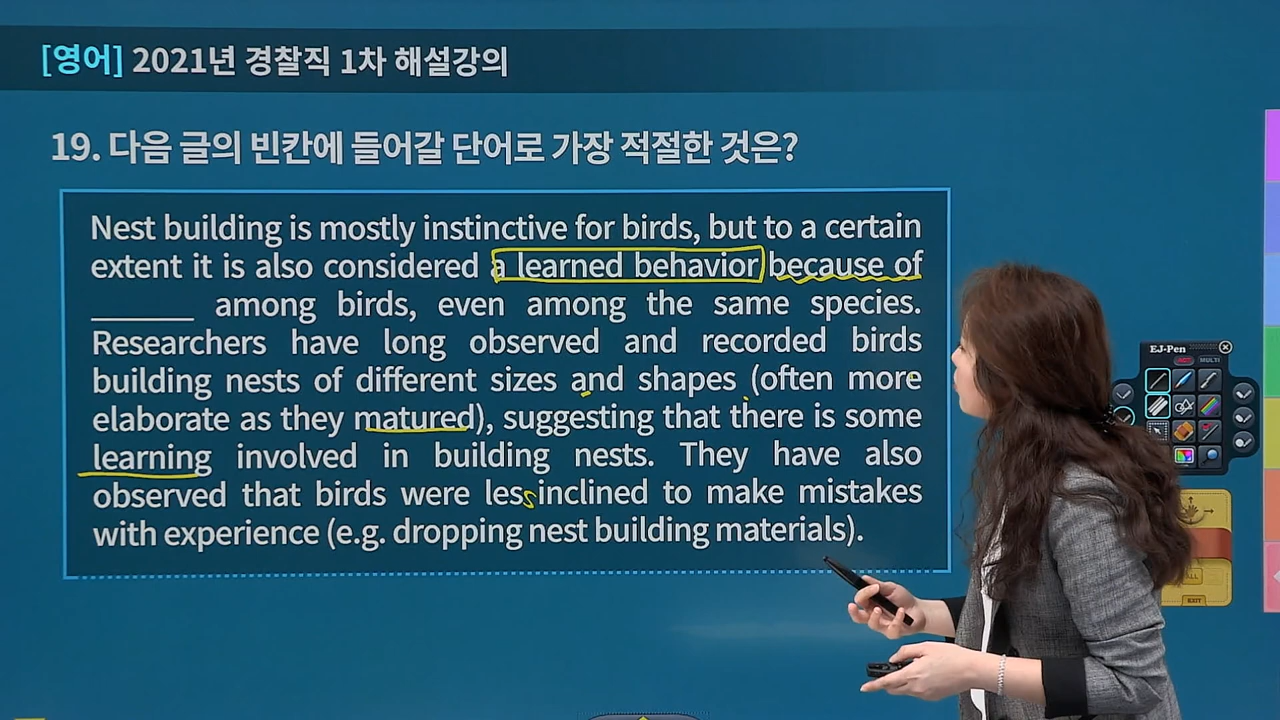 [영어] 2021년 경찰직 1차 해설강의
19. 다음 글의 빈칸에 들어갈 단어로 가장 적절한 것은?
Nest building is mostly instinctive for birds, but to a certain
extent it is also considered a learned behavior because of
______ among birds, even among the same species.
Researchers have long observed and recorded birds
building nests of different sizes and shapes (often more
elaborate as they matured), suggesting that there is some
learning involved in building nests. They have also
observed that birds were less inclined to make mistakes
with experience (e.g. dropping nest building materials).
EJ-Pen
MULTI
EXIT